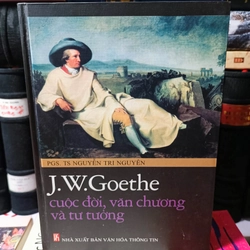 PGS. TS NGUYỄN TRI NGUYÊN
J.W.Goethe
cuộc đời, văn chương
và tư tưởng
NHÀ XUẤT BẢN VĂN HÓA THÔNG TIN